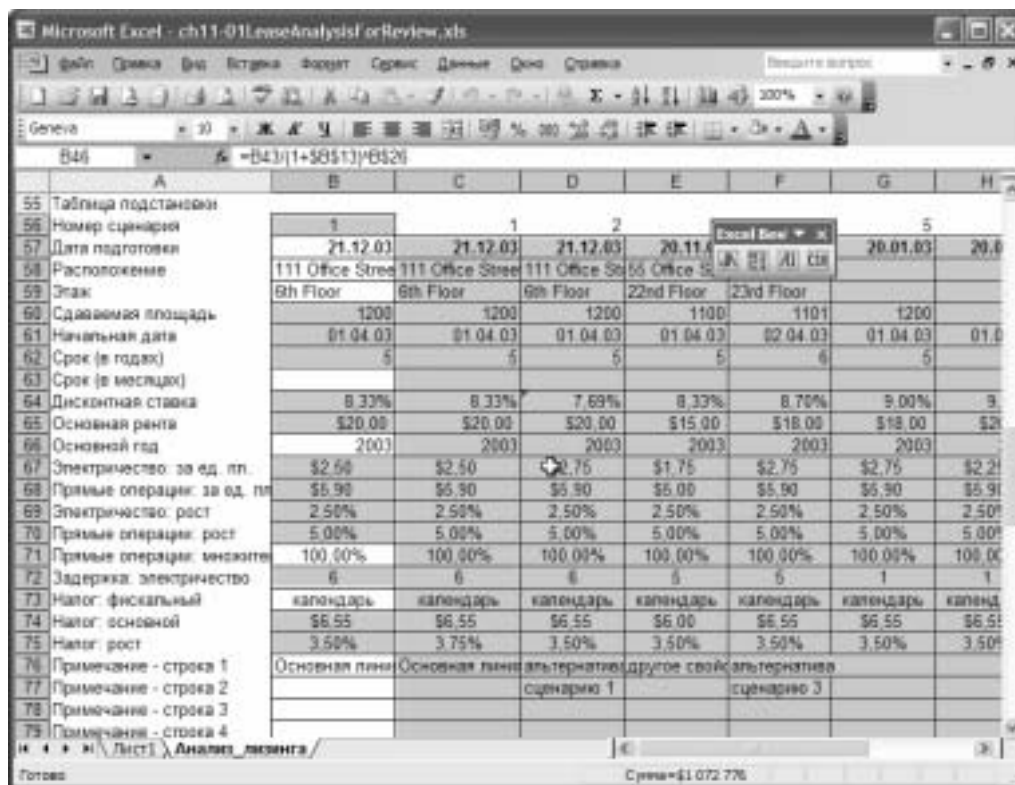 Microsoft Excel - ch11-01LeaseAnalysisForReview.xls
Файл Правка Вид Вставка Формат Сервис Данные Окно Справка Введите вопрос
Geneva 10 Ж К Ч % 000 200%
B46 fx =B43/(1+$B$13)^B$26
A B C D E F G H
55 Таблица подстановки
56 Номер сценария 1 1 2 5
57 Дата подготовки 21.12.03 21.12.03 21.12.03 20.11.0 20.01.03 20.0
58 Расположение 111 Office Stree 111 Office Stree 111 Office St 55 Office S
59 Этаж 6th Floor 6th Floor 6th Floor 22nd Floor 23rd Floor
60 Сдаваемая площадь 1200 1200 1200 1100 1101 1200
61 Начальная дата 01.04.03 01.04.03 01.04.03 01.04.03 02.04.03 01.04.03 01.0
62 Срок (в годах) 5 5 5 5 6 5
63 Срок (в месяцах)
64 Дисконтная ставка 8,33% 8,33% 7,69% 8,33% 8,70% 9,00% 9,
65 Основная рента $20,00 $20,00 $20,00 $15,00 $18,00 $18,00 $20
66 Основной год 2003 2003 2003 2003 2003 2003
67 Электричество: за ед. пл. $2,50 $2,50 2,75 $1,75 $2,75 $2,75 $2,25
68 Прямые операции: за ед. пл $5,90 $5,90 $5,90 $5,00 $5,90 $5,90 $5,90
69 Электричество: рост 2,50% 2,50% 2,50% 2,50% 2,50% 2,50% 2,50%
70 Прямые операции: рост 5,00% 5,00% 5,00% 5,00% 5,00% 5,00% 5,00%
71 Прямые операции: множител 100,00% 100,00% 100,00% 100,00% 100,00% 100,00% 100,00
72 Задержка: электричество 6 6 6 5 5 1 1
73 Налог: фискальный календарь календарь календарь календарь календарь календарь календ
74 Налог: основной $6,55 $6,55 $6,55 $6,00 $6,55 $6,55 $6,55
75 Налог: рост 3,50% 3,75% 3,50% 3,50% 3,50% 3,50% 3,50%
76 Примечание - строка 1 Основная лини Основная лини альтернатива другое свойс альтернатива
77 Примечание - строка 2 сценарию 1 сценарию 3
78 Примечание - строка 3
79 Примечание - строка 4
Лист1 Анализ_лизинга
Готово Сумма=$1 072 776